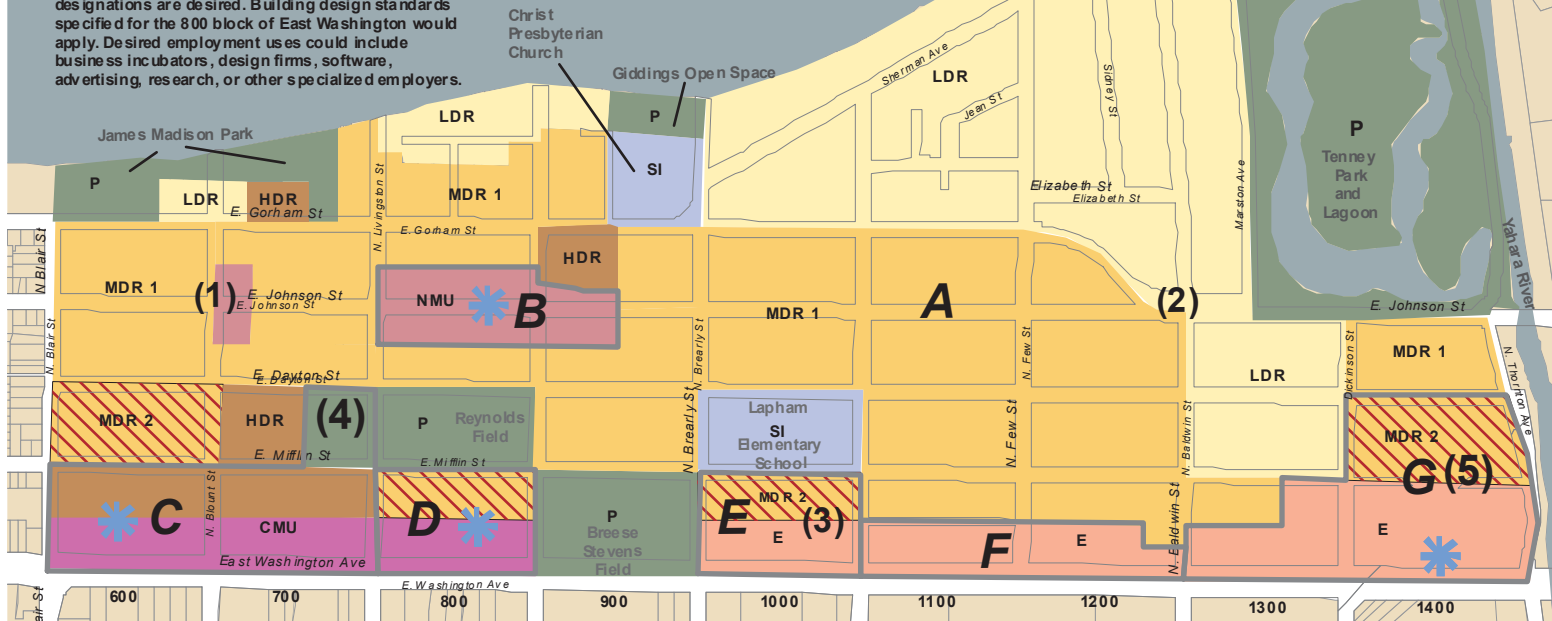 designations are desired. Building design standards
specified for the 800 block of East Washington would
apply. Desired employment uses could include
business incubators, design firms, software,
advertising, research, or other specialized employers.
Christ
Presbyterian
Church
Giddings Open Space
James Madison Park
P
LDR
HDR
E. Gorham St
N. Livingston St
LDR
MDR 1
E. Gorham St
P
SI
Sherman Ave
LDR
Jean St
Sidney St
Elizabeth St
Elizabeth St
Marston Ave
P
Tenney
Park
and
Lagoon
Yahara River
N Blair St
N. Blair St
MDR 1
(1)
E. Johnson St
E. Johnson St
NMU
B
HDR
MDR 1
A
(2)
E. Johnson St
N. Brearly St
N. Few St
LDR
Dickinson St
MDR 1
N. Thornton Ave
E. Dayton St
E. Dayton St
MDR 2
HDR
(4)
P
Reynolds
Field
E. Mifflin St
E. Mifflin St
N. Brearly St
Lapham
SI
Elementary
School
N. Few St
N. Baldwin St
MDR 2
G
(5)
C
N. Blount St
CMU
East Washington Ave
D
P
Breese
Stevens
Field
E
MDR 2
(3)
E
F
E
N. Baldwin St
E
E. Washington Ave
air St
600
700
800
900
1000
1100
1200
1300
1400